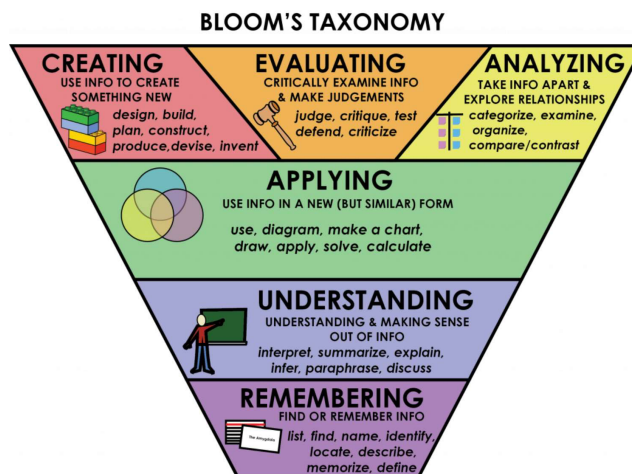 BLOOM'S TAXONOMY
CREATING
USE INFO TO CREATE
SOMETHING NEW
design, build,
plan, construct,
produce,devise, invent
EVALUATING
CRITICALLY EXAMINE INFO
& MAKE JUDGEMENTS
judge, critique, test
defend, criticize
ANALYZING
TAKE INFO APART &
EXPLORE RELATIONSHIPS
categorize, examine,
organize,
compare/contrast
APPLYING
USE INFO IN A NEW (BUT SIMILAR) FORM
use, diagram, make a chart,
draw, apply, solve, calculate
UNDERSTANDING
UNDERSTANDING & MAKING SENSE
OUT OF INFO
interpret, summarize, explain,
infer, paraphrase, discuss
REMEMBERING
FIND OR REMEMBER INFO
The Amygdala
list, find, name, identify,
locate, describe,
memorize, define